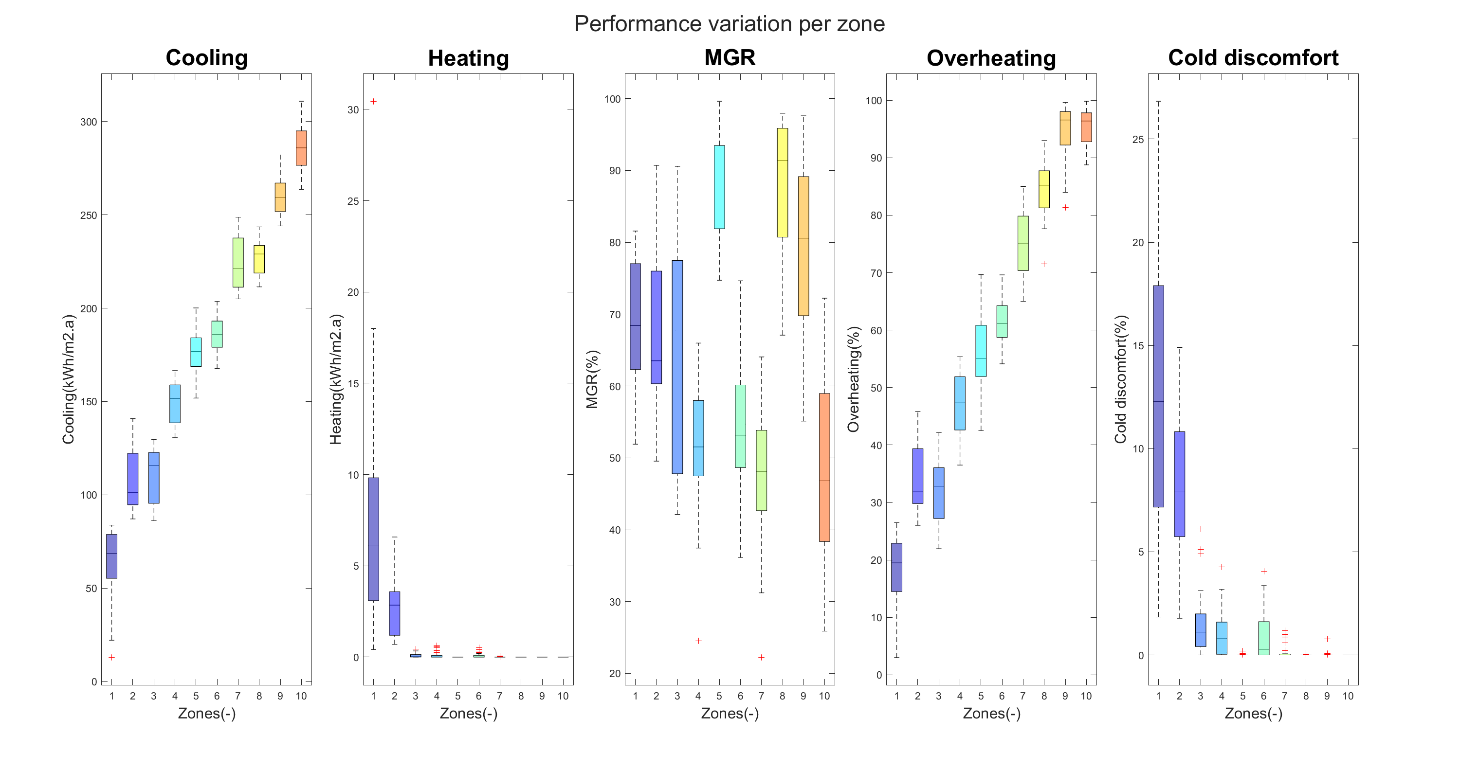 Performance variation per zone
Cooling
Heating
MGR
Overheating
Cold discomfort
Cooling(kWh/m2.a)
300
250
200
150
100
50
0
1 2 3 4 5 6 7 8 9 10
Zones(-)
Heating(kWh/m2.a)
30
25
20
15
10
5
0
1 2 3 4 5 6 7 8 9 10
Zones(-)
MGR(%)
100
90
80
70
60
50
40
30
20
1 2 3 4 5 6 7 8 9 10
Zones(-)
Overheating(%)
100
90
80
70
60
50
40
30
20
10
0
1 2 3 4 5 6 7 8 9 10
Zones(-)
Cold discomfort(%)
25
20
15
10
5
0
1 2 3 4 5 6 7 8 9 10
Zones(-)